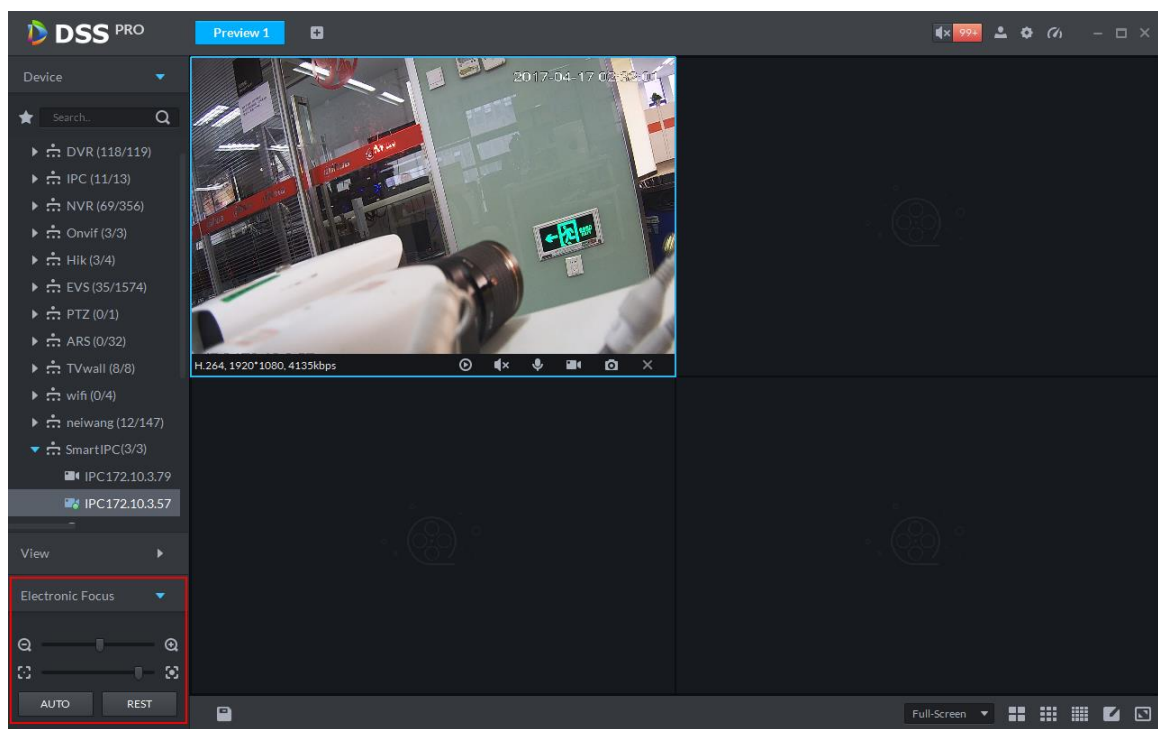 DSS PRO
Preview 1
99+
Device
Search..
DVR (118/119)
IPC (11/13)
NVR (69/356)
Onvif (3/3)
Hik (3/4)
EVS (35/1574)
PTZ (0/1)
ARS (0/32)
TVwall (8/8)
wifi (0/4)
neiwang (12/147)
SmartIPC(3/3)
IPC172.10.3.79
IPC172.10.3.57
View
Electronic Focus
AUTO REST
2017-04-17
H.264, 1920*1080, 4135kbps
Full-Screen